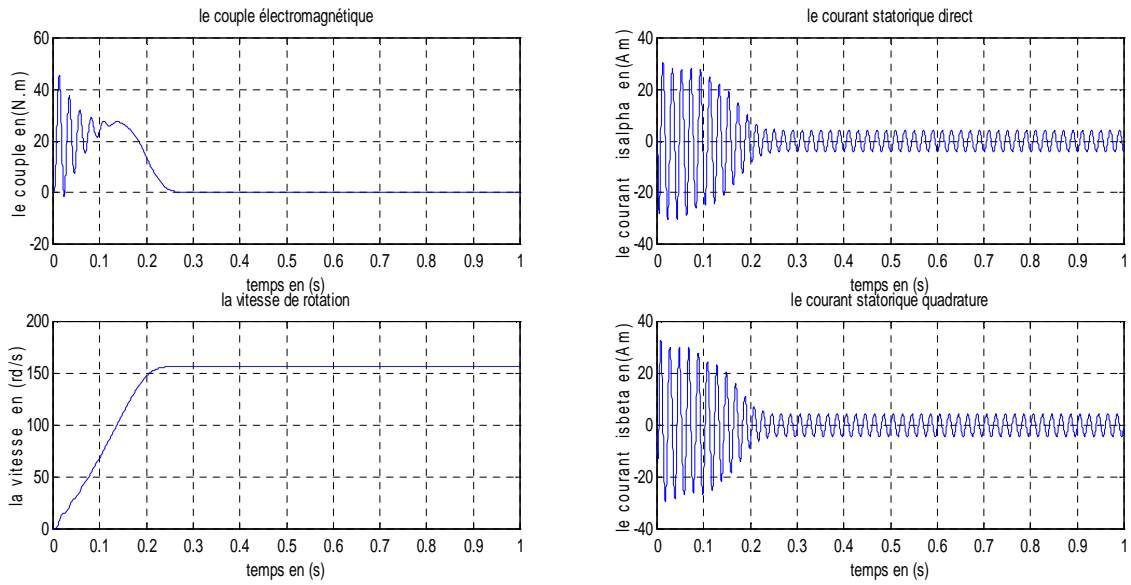 le couple électromagnétique
60
40
20
0
-20
le couple en(N.m)
0 0.1 0.2 0.3 0.4 0.5 0.6 0.7 0.8 0.9 1
temps en (s)
le courant statorique direct
40
20
0
-20
-40
le courant isalpha en(Am)
0 0.1 0.2 0.3 0.4 0.5 0.6 0.7 0.8 0.9 1
temps en (s)
la vitesse de rotation
200
150
100
50
0
la vitesse en (rd/s)
0 0.1 0.2 0.3 0.4 0.5 0.6 0.7 0.8 0.9 1
temps en (s)
le courant statorique quadrature
40
20
0
-20
-40
le courant isbeta en(Am)
0 0.1 0.2 0.3 0.4 0.5 0.6 0.7 0.8 0.9 1
temps en (s)